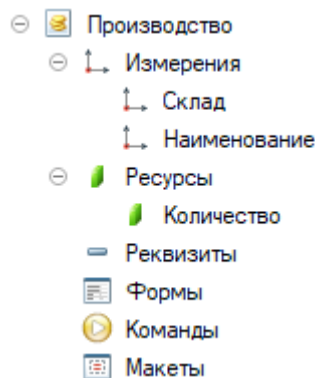 Производство
Измерения
Склад
Наименование
Ресурсы
Количество
Реквизиты
Формы
Команды
Макеты